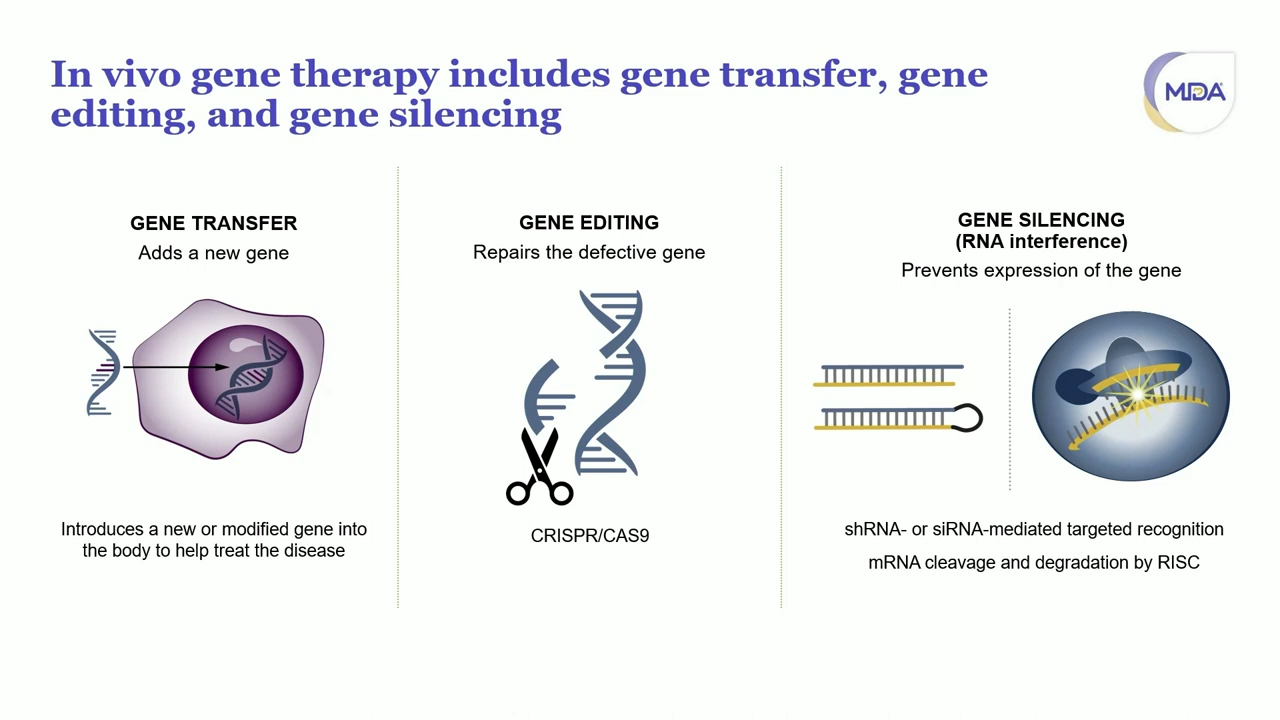 In vivo gene therapy includes gene transfer, gene
editing, and gene silencing
MDA
GENE TRANSFER
Adds a new gene
Introduces a new or modified gene into
the body to help treat the disease
GENE EDITING
Repairs the defective gene
CRISPR/CAS9
GENE SILENCING
(RNA interference)
Prevents expression of the gene
shRNA- or siRNA-mediated targeted recognition
mRNA cleavage and degradation by RISC